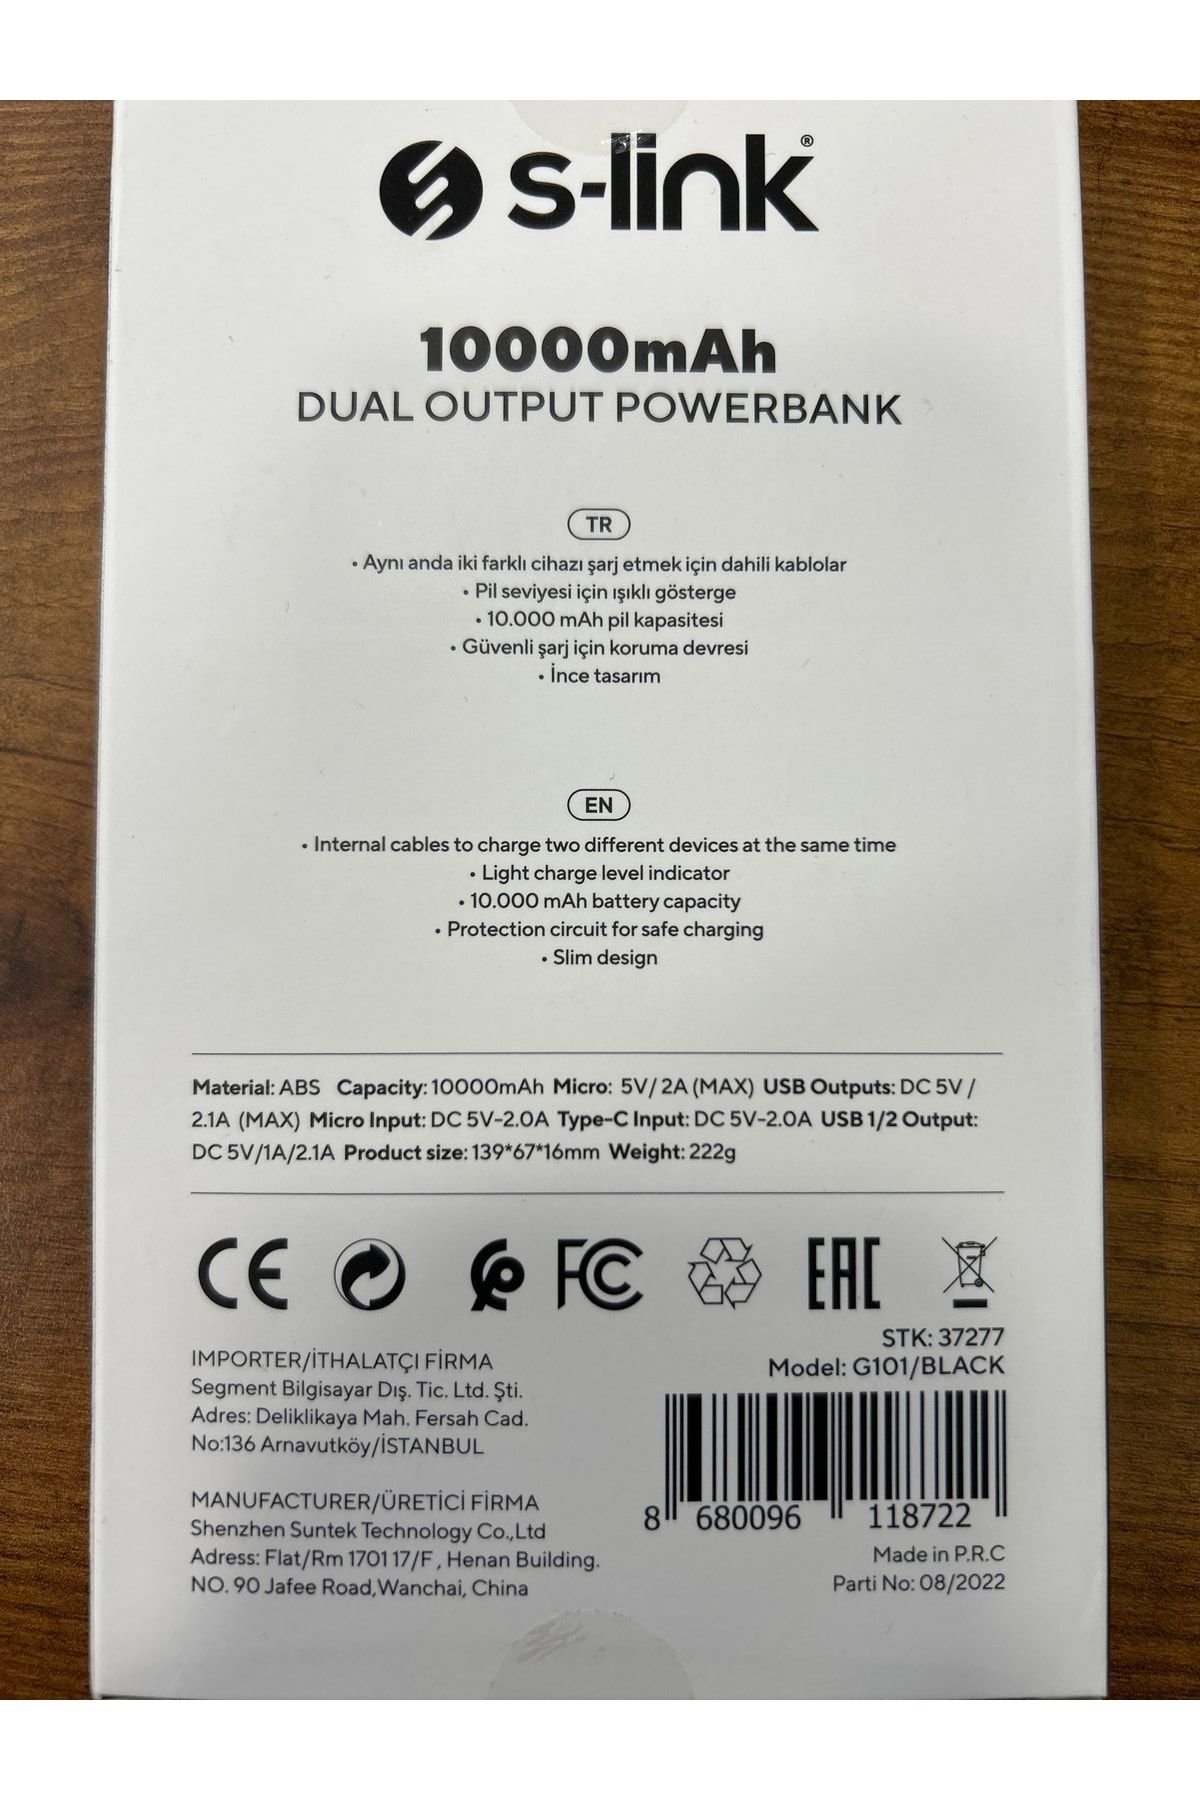 s-link®
10000mAh
DUAL OUTPUT POWERBANK
TR
• Aynı anda iki farklı cihazı şarj etmek için dahili kablolar
• Pil seviyesi için ışıklı gösterge
• 10.000 mAh pil kapasitesi
• Güvenli şarj için koruma devresi
• İnce tasarım
EN
• Internal cables to charge two different devices at the same time
• Light charge level indicator
• 10.000 mAh battery capacity
• Protection circuit for safe charging
• Slim design
Material: ABS Capacity: 10000mAh Micro: 5V/ 2A (MAX) USB Outputs: DC 5V /
2.1A (MAX) Micro Input: DC 5V-2.0A Type-C Input: DC 5V-2.0A USB 1/2 Output:
DC 5V/1A/2.1A Product size: 139*67*16mm Weight: 222g
CE FC EAC
STK: 37277
Model: G101/BLACK
IMPORTER/İTHALATÇI FİRMA
Segment Bilgisayar Dış. Tic. Ltd. Şti.
Adres: Deliklikaya Mah. Fersah Cad.
No:136 Arnavutköy/İSTANBUL
MANUFACTURER/ÜRETİCİ FİRMA
Shenzhen Suntek Technology Co.,Ltd
Adress: Flat/Rm 1701 17/F , Henan Building.
NO. 90 Jafee Road,Wanchai, China
8 680096 118722
Made in P.R.C
Parti No: 08/2022